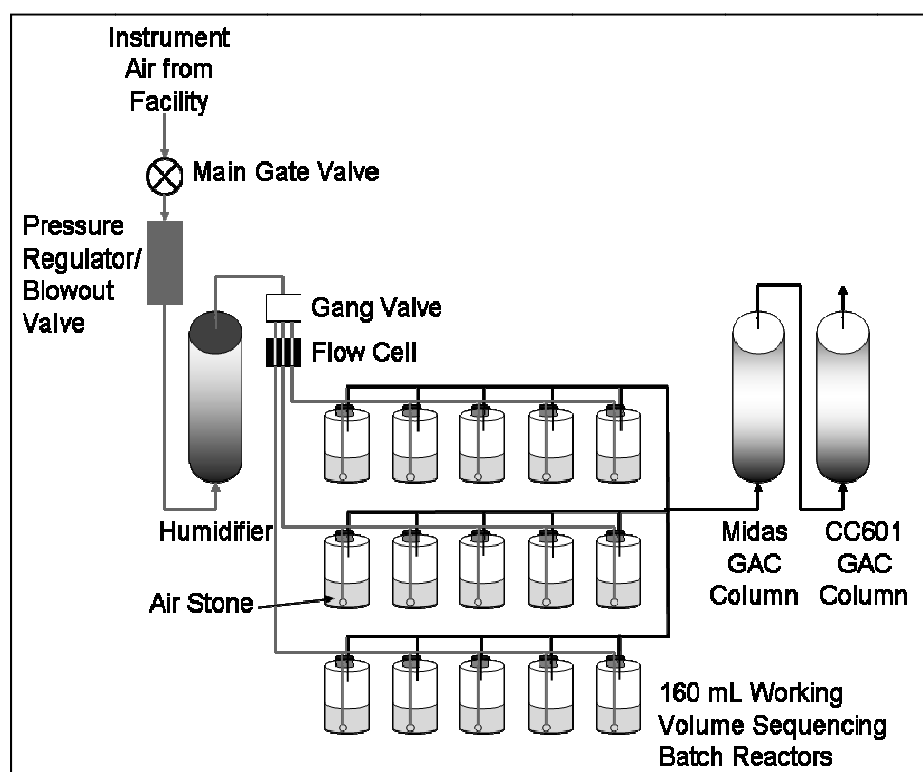 Instrument
Air from
Facility
Main Gate Valve
Pressure
Regulator/
Blowout
Valve
Gang Valve
Flow Cell
Humidifier
Midas
GAC
Column
CC601
GAC
Column
Air Stone
160 mL Working
Volume Sequencing
Batch Reactors